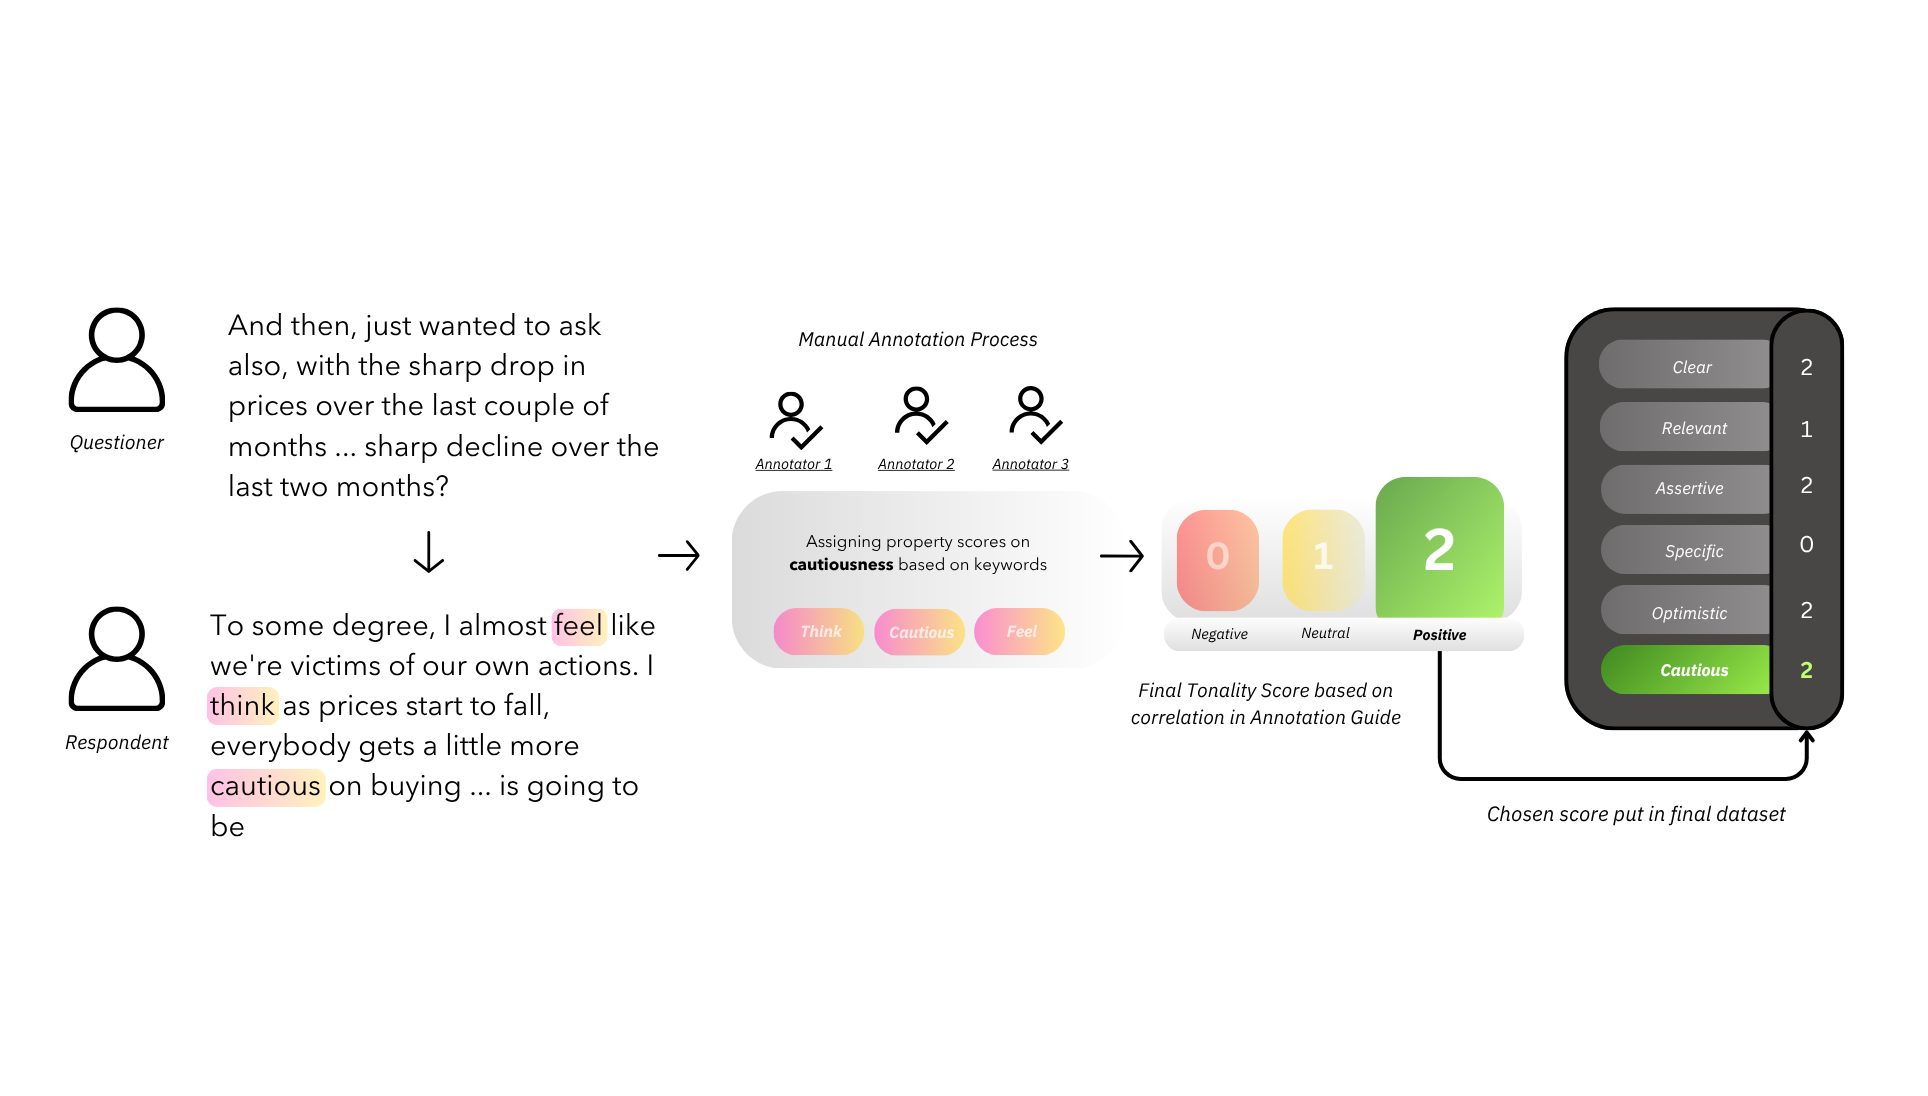 And then, just wanted to ask
also, with the sharp drop in
prices over the last couple of
months ... sharp decline over the
last two months?
Questioner
To some degree, I almost feel like
we're victims of our own actions. I
think as prices start to fall,
everybody gets a little more
cautious on buying ... is going to
be
Respondent
Manual Annotation Process
Annotator 1
Annotator 2
Annotator 3
Assigning property scores on
cautiousness based on keywords
Think
Cautious
Feel
0
1
2
Negative
Neutral
Positive
Final Tonality Score based on
correlation in Annotation Guide
Clear 2
Relevant 1
Assertive 2
Specific 0
Optimistic 2
Cautious 2
Chosen score put in final dataset